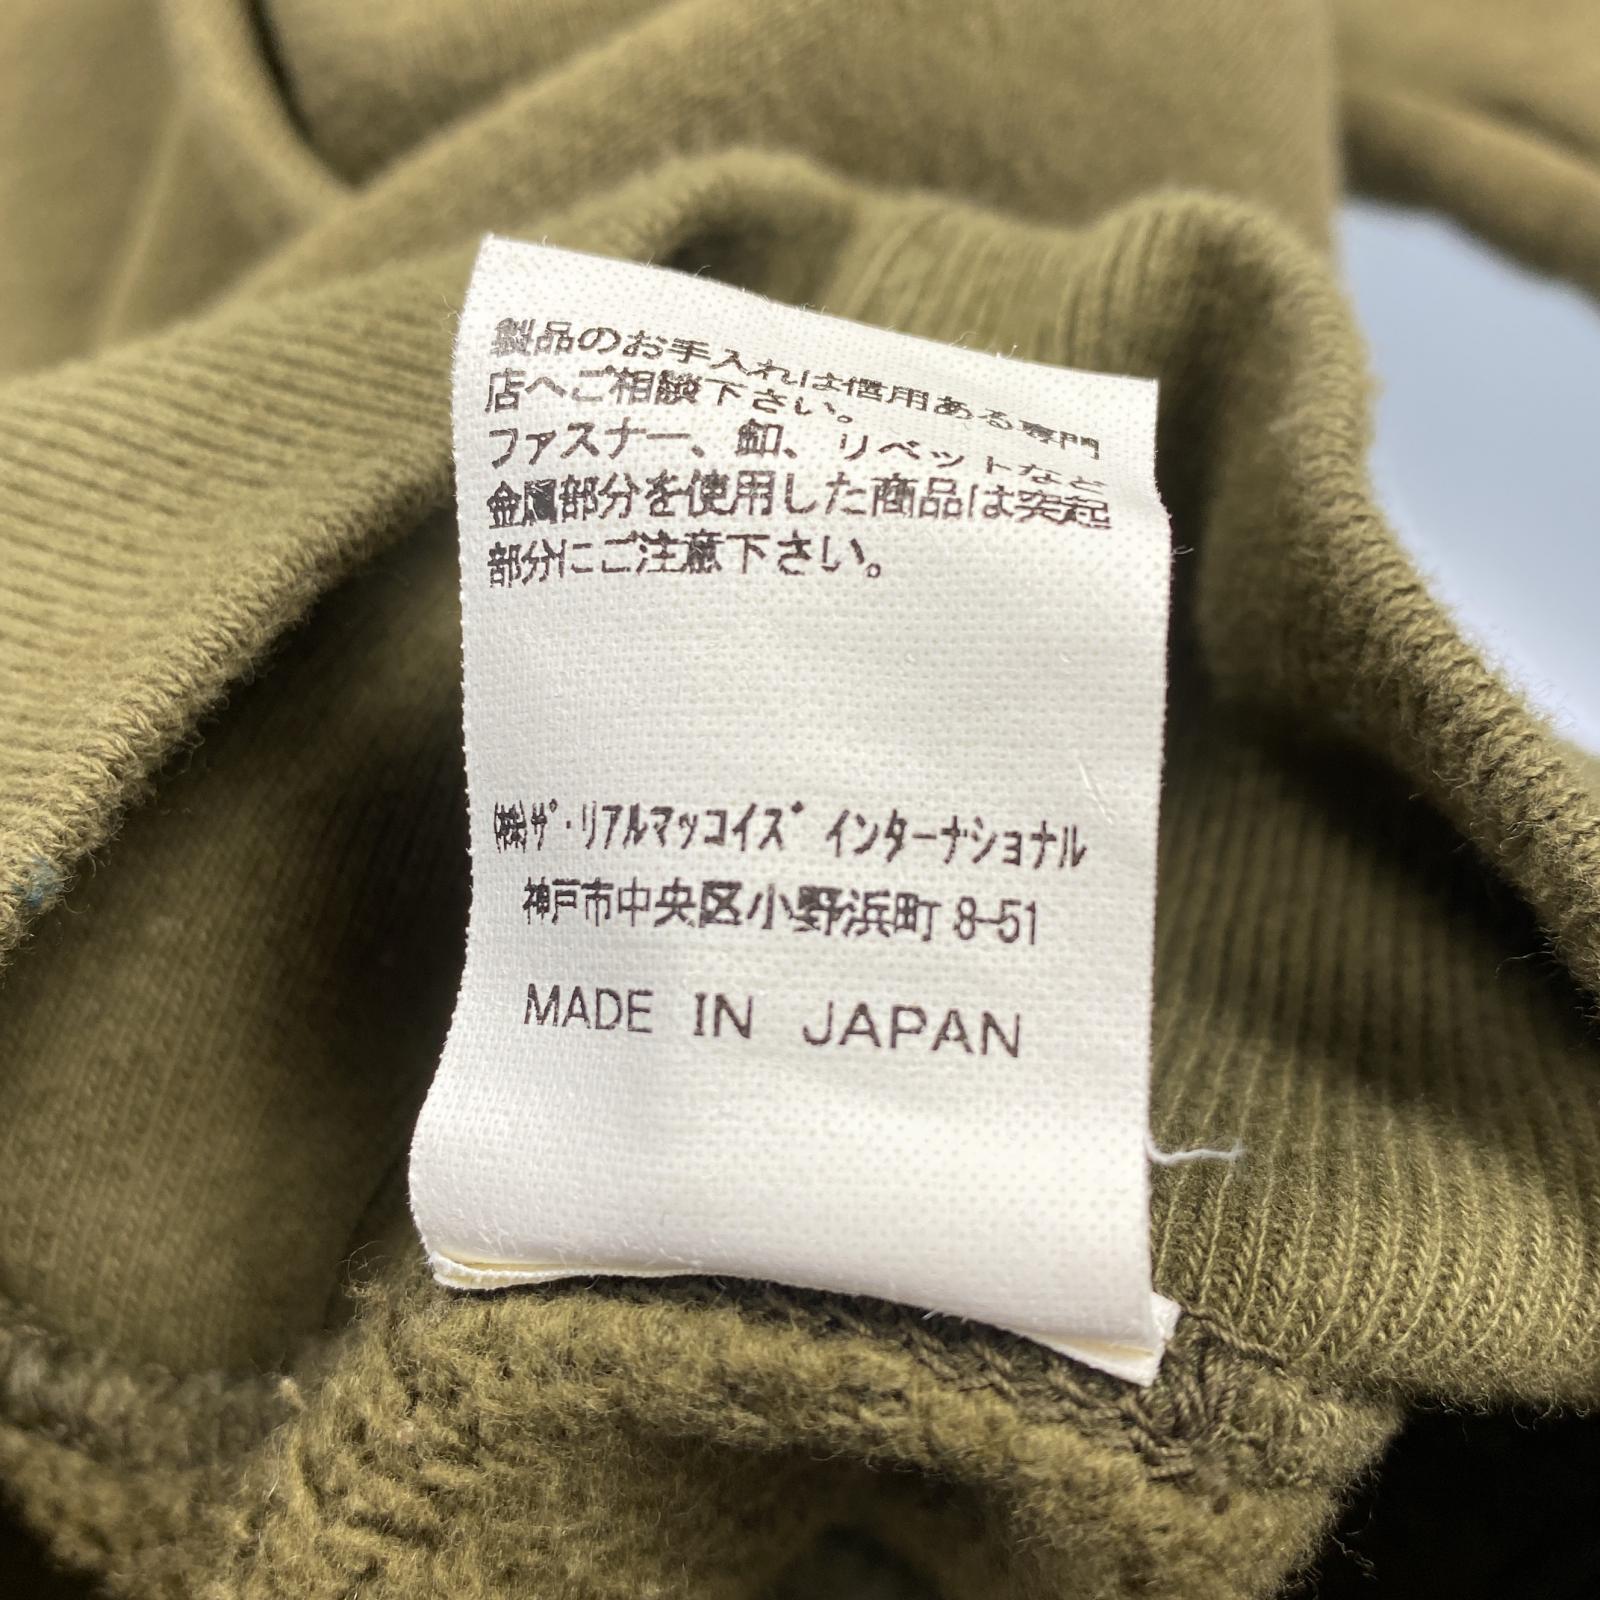 製品のお手入れは信用ある専門
店へご相談下さい。
ファスナー、釦、リベットなど
金属部分を使用した商品は突起
部分にご注意下さい。
㈱ザ・リアルマッコイズ インターナショナル
神戸市中央区小野浜町 8-51
MADE IN JAPAN